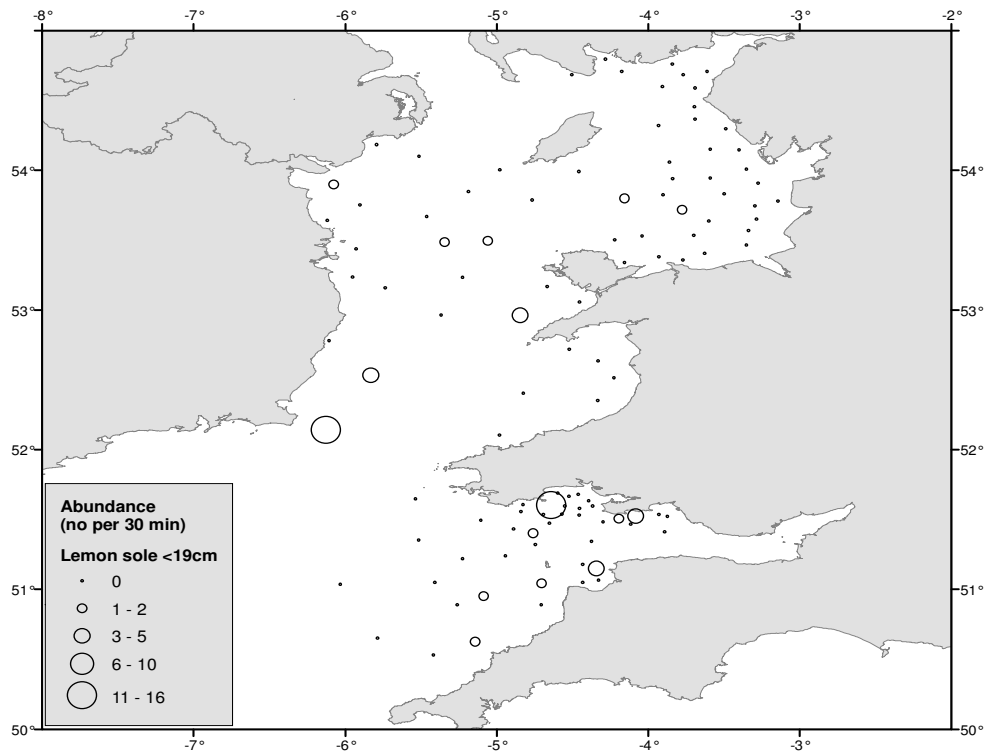 -8° -7° -6° -5° -4° -3° -2°
54° 54°
53° 53°
52° 52°
Abundance
(no per 30 min)
Lemon sole <19cm
0
1 - 2
3 - 5
6 - 10
11 - 16
51° 51°
50° 50°
-7° -6° -5° -4° -3°